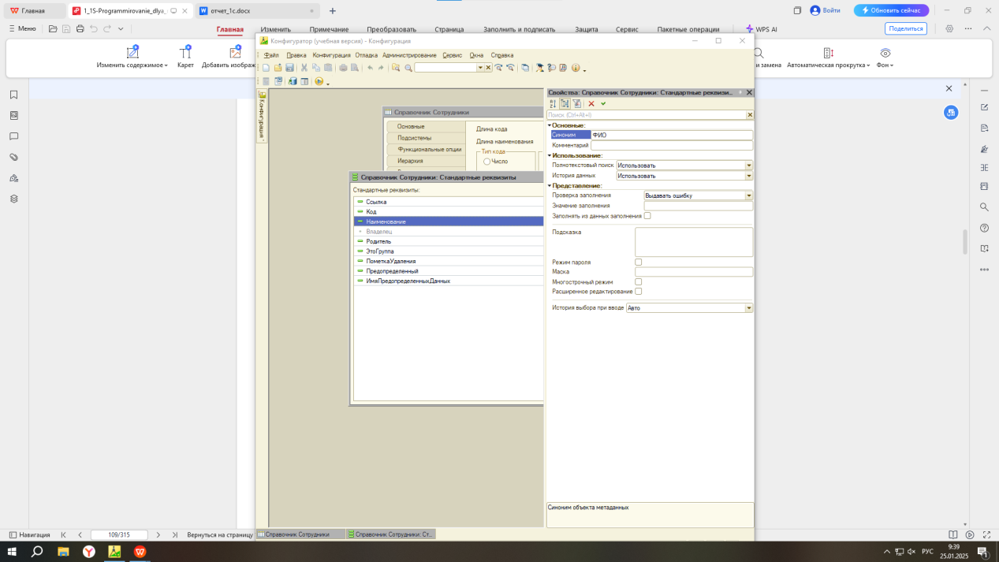 Главная
1_1S-Programmirovanie_dlya_
отчет_1c.docx
Войти
Обновить сейчас
Меню
Главная
Изменить
Примечание
Преобразовать
Страница
Заполнить и подписать
Защита
Сервис
Пакетные операции
WPS AI
Поделиться
Изменить содержимое
Карет
Добавить изображ
и замена
Автоматическая прокрутка
Фон
Конфигуратор (учебная версия) - Конфигурация
Файл Правка Конфигурация Отладка Администрирование Сервис Окна Справка
Конфигурация
Справочник Сотрудники
Основные
Подсистемы
Функциональные опции
Иерархия
Длина кода
Длина наименования
Тип кода
Число
Справочник Сотрудники: Стандартные реквизиты
Стандартные реквизиты:
Ссылка
Код
Наименование
Владелец
Родитель
ЭтоГруппа
ПометкаУдаления
Предопределенный
ИмяПредопределенныхДанных
Свойства: Справочник Сотрудники: Стандартные реквизи...
Поиск (Ctrl+Alt+I)
Основные:
Синоним ФИО
Комментарий
Использование:
Полнотекстовый поиск Использовать
История данных Использовать
Представление:
Проверка заполнения Выдавать ошибку
Значение заполнения
Заполнять из данных заполнения
Подсказка
Режим пароля
Маска
Многострочный режим
Расширенное редактирование
История выбора при вводе Авто
Синоним объекта метаданных
Справочник Сотрудники
Справочник Сотрудники: Ст...
Навигация
109/315
Вернуться на страницу
РУС
9:39
25.01.2025
1